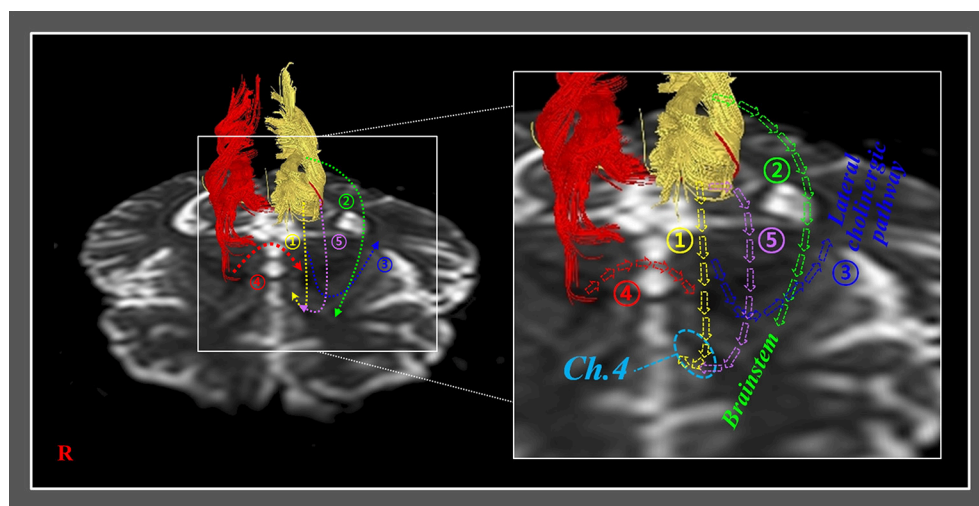 ①
②
③
④
⑤
R
①
②
③
④
⑤
Lateral
cholinergic
pathway
Ch.4
Brainstem